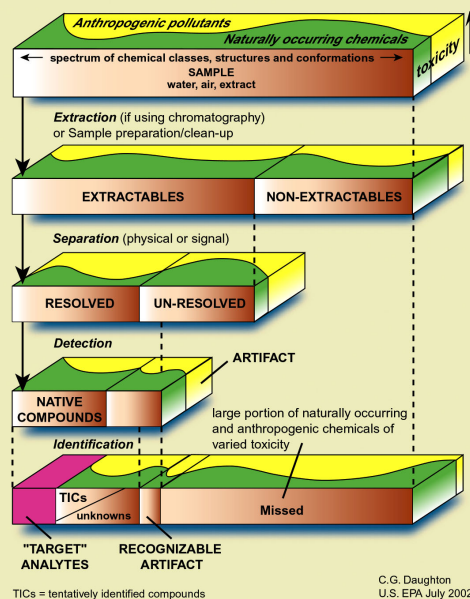 Anthropogenic pollutants
Naturally occurring chemicals
toxicity
spectrum of chemical classes, structures and conformations
SAMPLE
water, air, extract
Extraction (if using chromatography)
or Sample preparation/clean-up
EXTRACTABLES
NON-EXTRACTABLES
Separation (physical or signal)
RESOLVED
UN-RESOLVED
Detection
ARTIFACT
NATIVE
COMPOUNDS
large portion of naturally occurring
and anthropogenic chemicals of
varied toxicity
Identification
TICs
unknowns
Missed
"TARGET"
ANALYTES
RECOGNIZABLE
ARTIFACT
TICs = tentatively identified compounds
C.G. Daughton
U.S. EPA July 2002